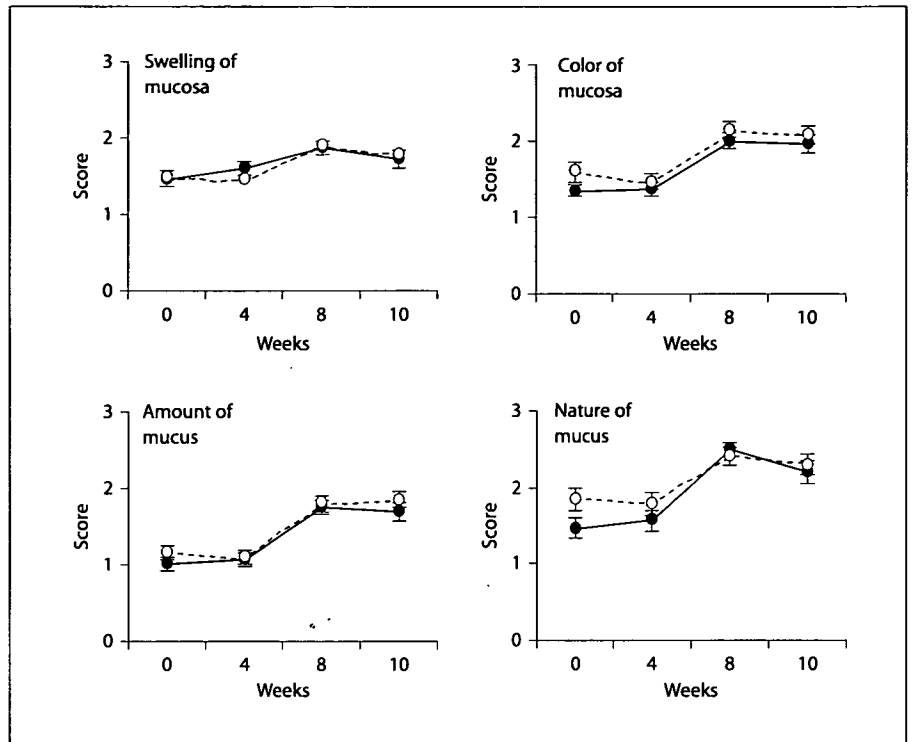 Swelling of
mucosa
3
2
1
0
Score
0 4 8 10
Weeks
Color of
mucosa
3
2
1
0
Score
0 4 8 10
Weeks
Amount of
mucus
3
2
1
0
Score
0 4 8 10
Weeks
Nature of
mucus
3
2
1
0
Score
0 4 8 10
Weeks